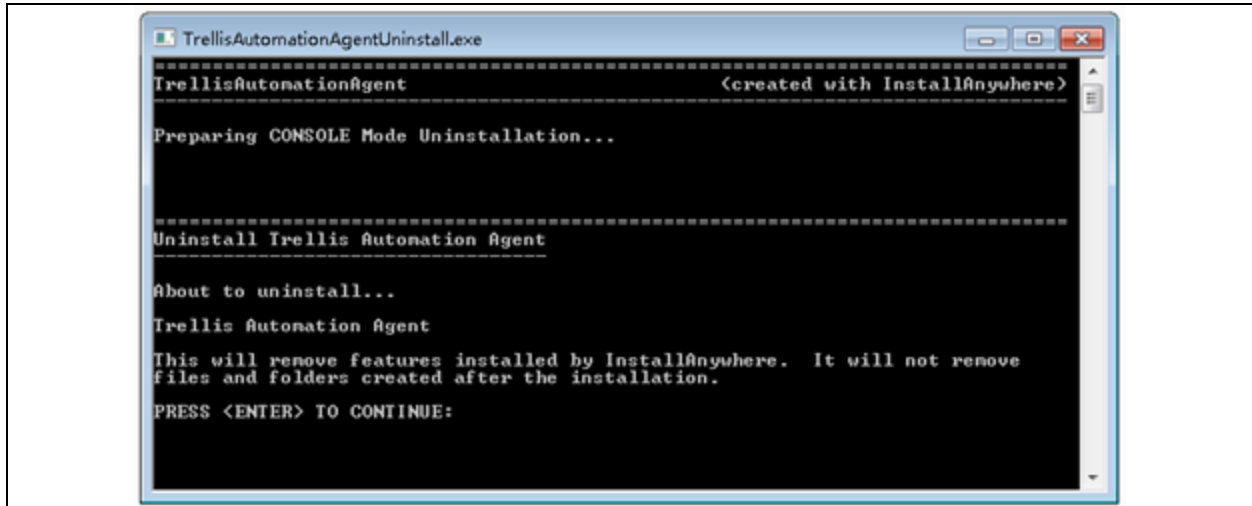 TrellisAutomationAgentUninstall.exe
===============================================================================
TrellisAutomationAgent (created with InstallAnywhere)
-------------------------------------------------------------------------------
Preparing CONSOLE Mode Uninstallation...
===============================================================================
Uninstall Trellis Automation Agent
----------------------------------
About to uninstall...
Trellis Automation Agent
This will remove features installed by InstallAnywhere. It will not remove
files and folders created after the installation.
PRESS <ENTER> TO CONTINUE: